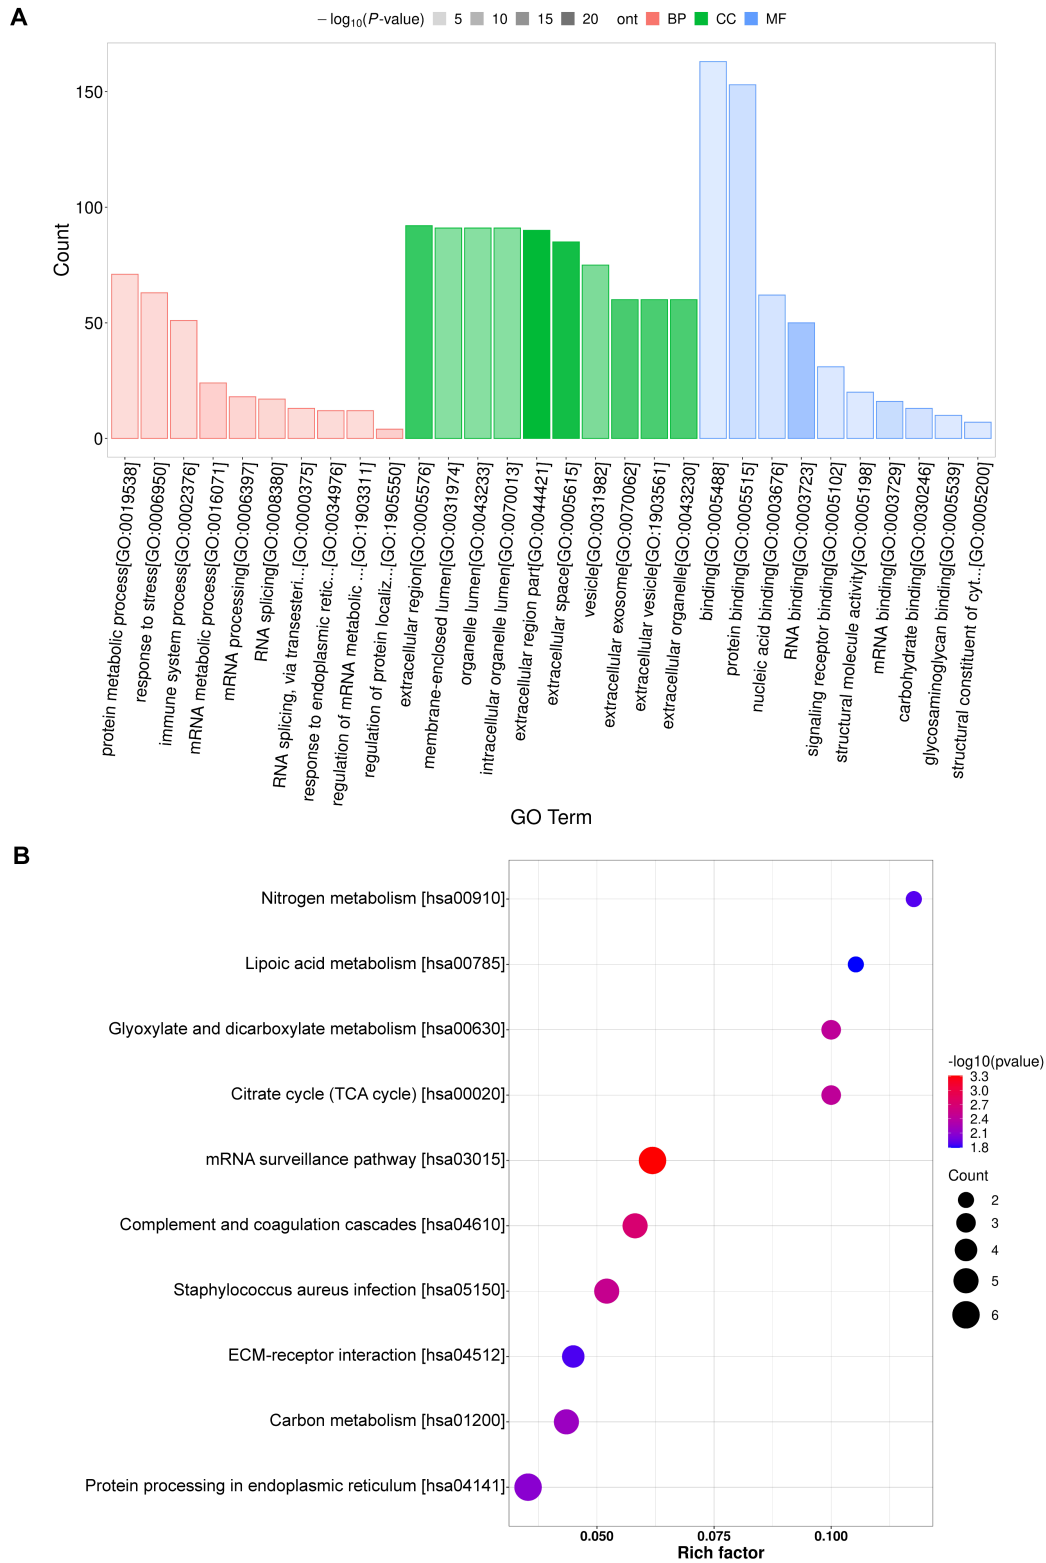 A
−log10(P-value) 5 10 15 20 ont BP CC MF
Count
150
100
50
0
protein metabolic process[GO:0019538]
response to stress[GO:0006950]
immune system process[GO:0002376]
mRNA metabolic process[GO:0016071]
mRNA processing[GO:0006397]
RNA splicing[GO:0008380]
RNA splicing, via transesteri...[GO:0000375]
response to endoplasmic retic...[GO:0034976]
regulation of mRNA metabolic ...[GO:1903311]
regulation of protein localiz...[GO:1905550]
extracellular region[GO:0005576]
membrane-enclosed lumen[GO:0031974]
organelle lumen[GO:0043233]
intracellular organelle lumen[GO:0070013]
extracellular region part[GO:0044421]
extracellular space[GO:0005615]
vesicle[GO:0031982]
extracellular exosome[GO:0070062]
extracellular vesicle[GO:1903561]
extracellular organelle[GO:0043230]
binding[GO:0005488]
protein binding[GO:0005515]
nucleic acid binding[GO:0003676]
RNA binding[GO:0003723]
signaling receptor binding[GO:0005102]
structural molecule activity[GO:0005198]
mRNA binding[GO:0003729]
carbohydrate binding[GO:0030246]
glycosaminoglycan binding[GO:0005539]
structural constituent of cyt...[GO:0005200]
GO Term
B
Nitrogen metabolism [hsa00910]
Lipoic acid metabolism [hsa00785]
Glyoxylate and dicarboxylate metabolism [hsa00630]
Citrate cycle (TCA cycle) [hsa00020]
mRNA surveillance pathway [hsa03015]
Complement and coagulation cascades [hsa04610]
Staphylococcus aureus infection [hsa05150]
ECM-receptor interaction [hsa04512]
Carbon metabolism [hsa01200]
Protein processing in endoplasmic reticulum [hsa04141]
0.050 0.075 0.100
Rich factor
-log10(pvalue)
3.3
3.0
2.7
2.4
2.1
1.8
Count
2
3
4
5
6